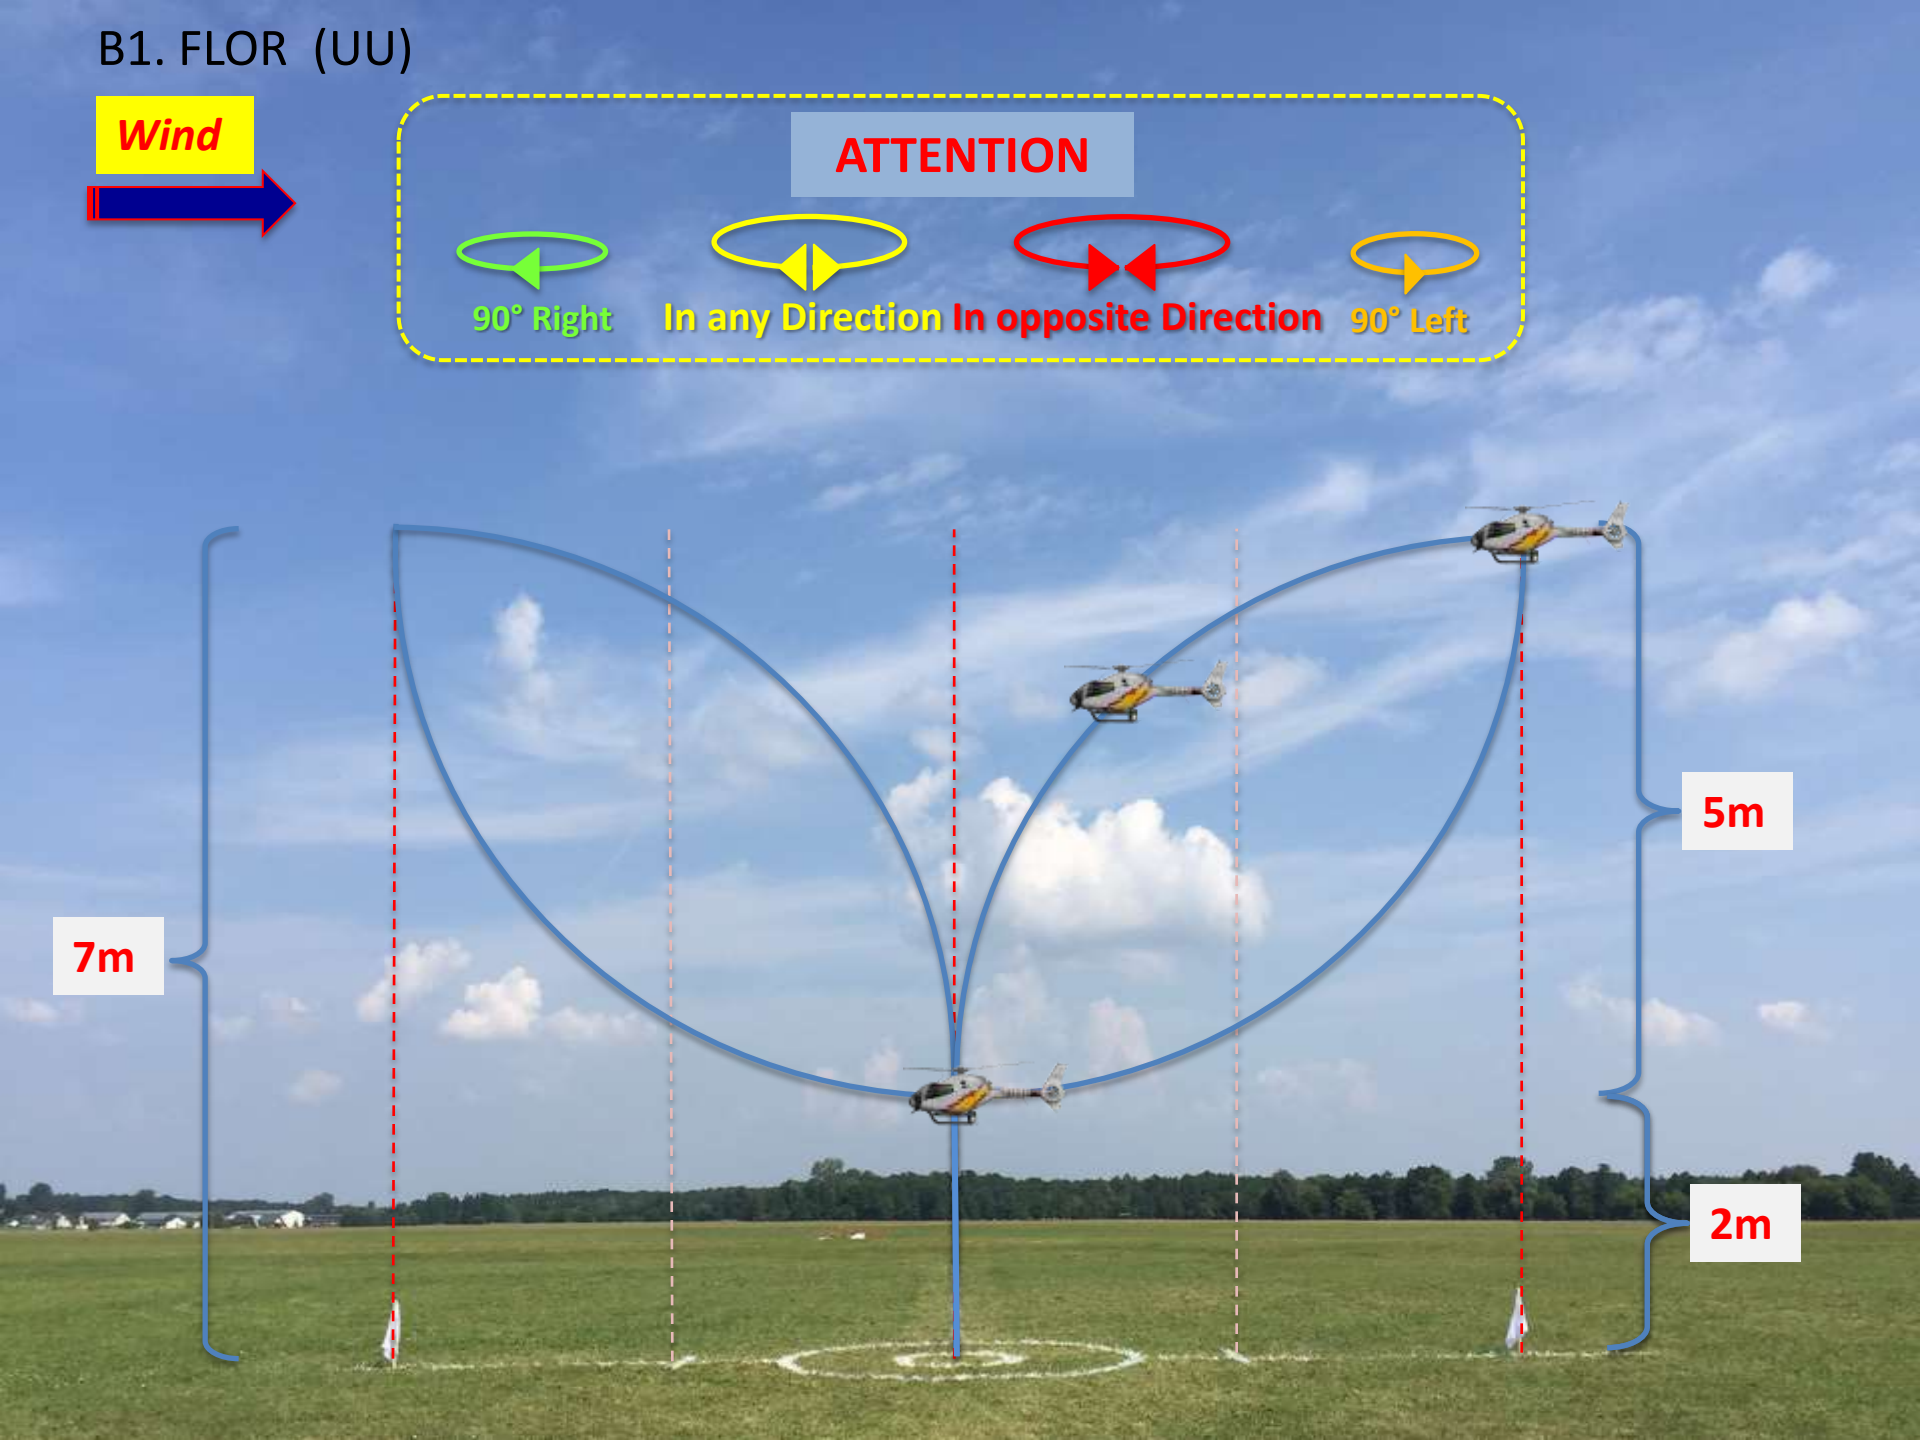 B1. FLOR (UU)
Wind
ATTENTION
90° Right
In any Direction
In opposite Direction
90° Left
5m
7m
2m